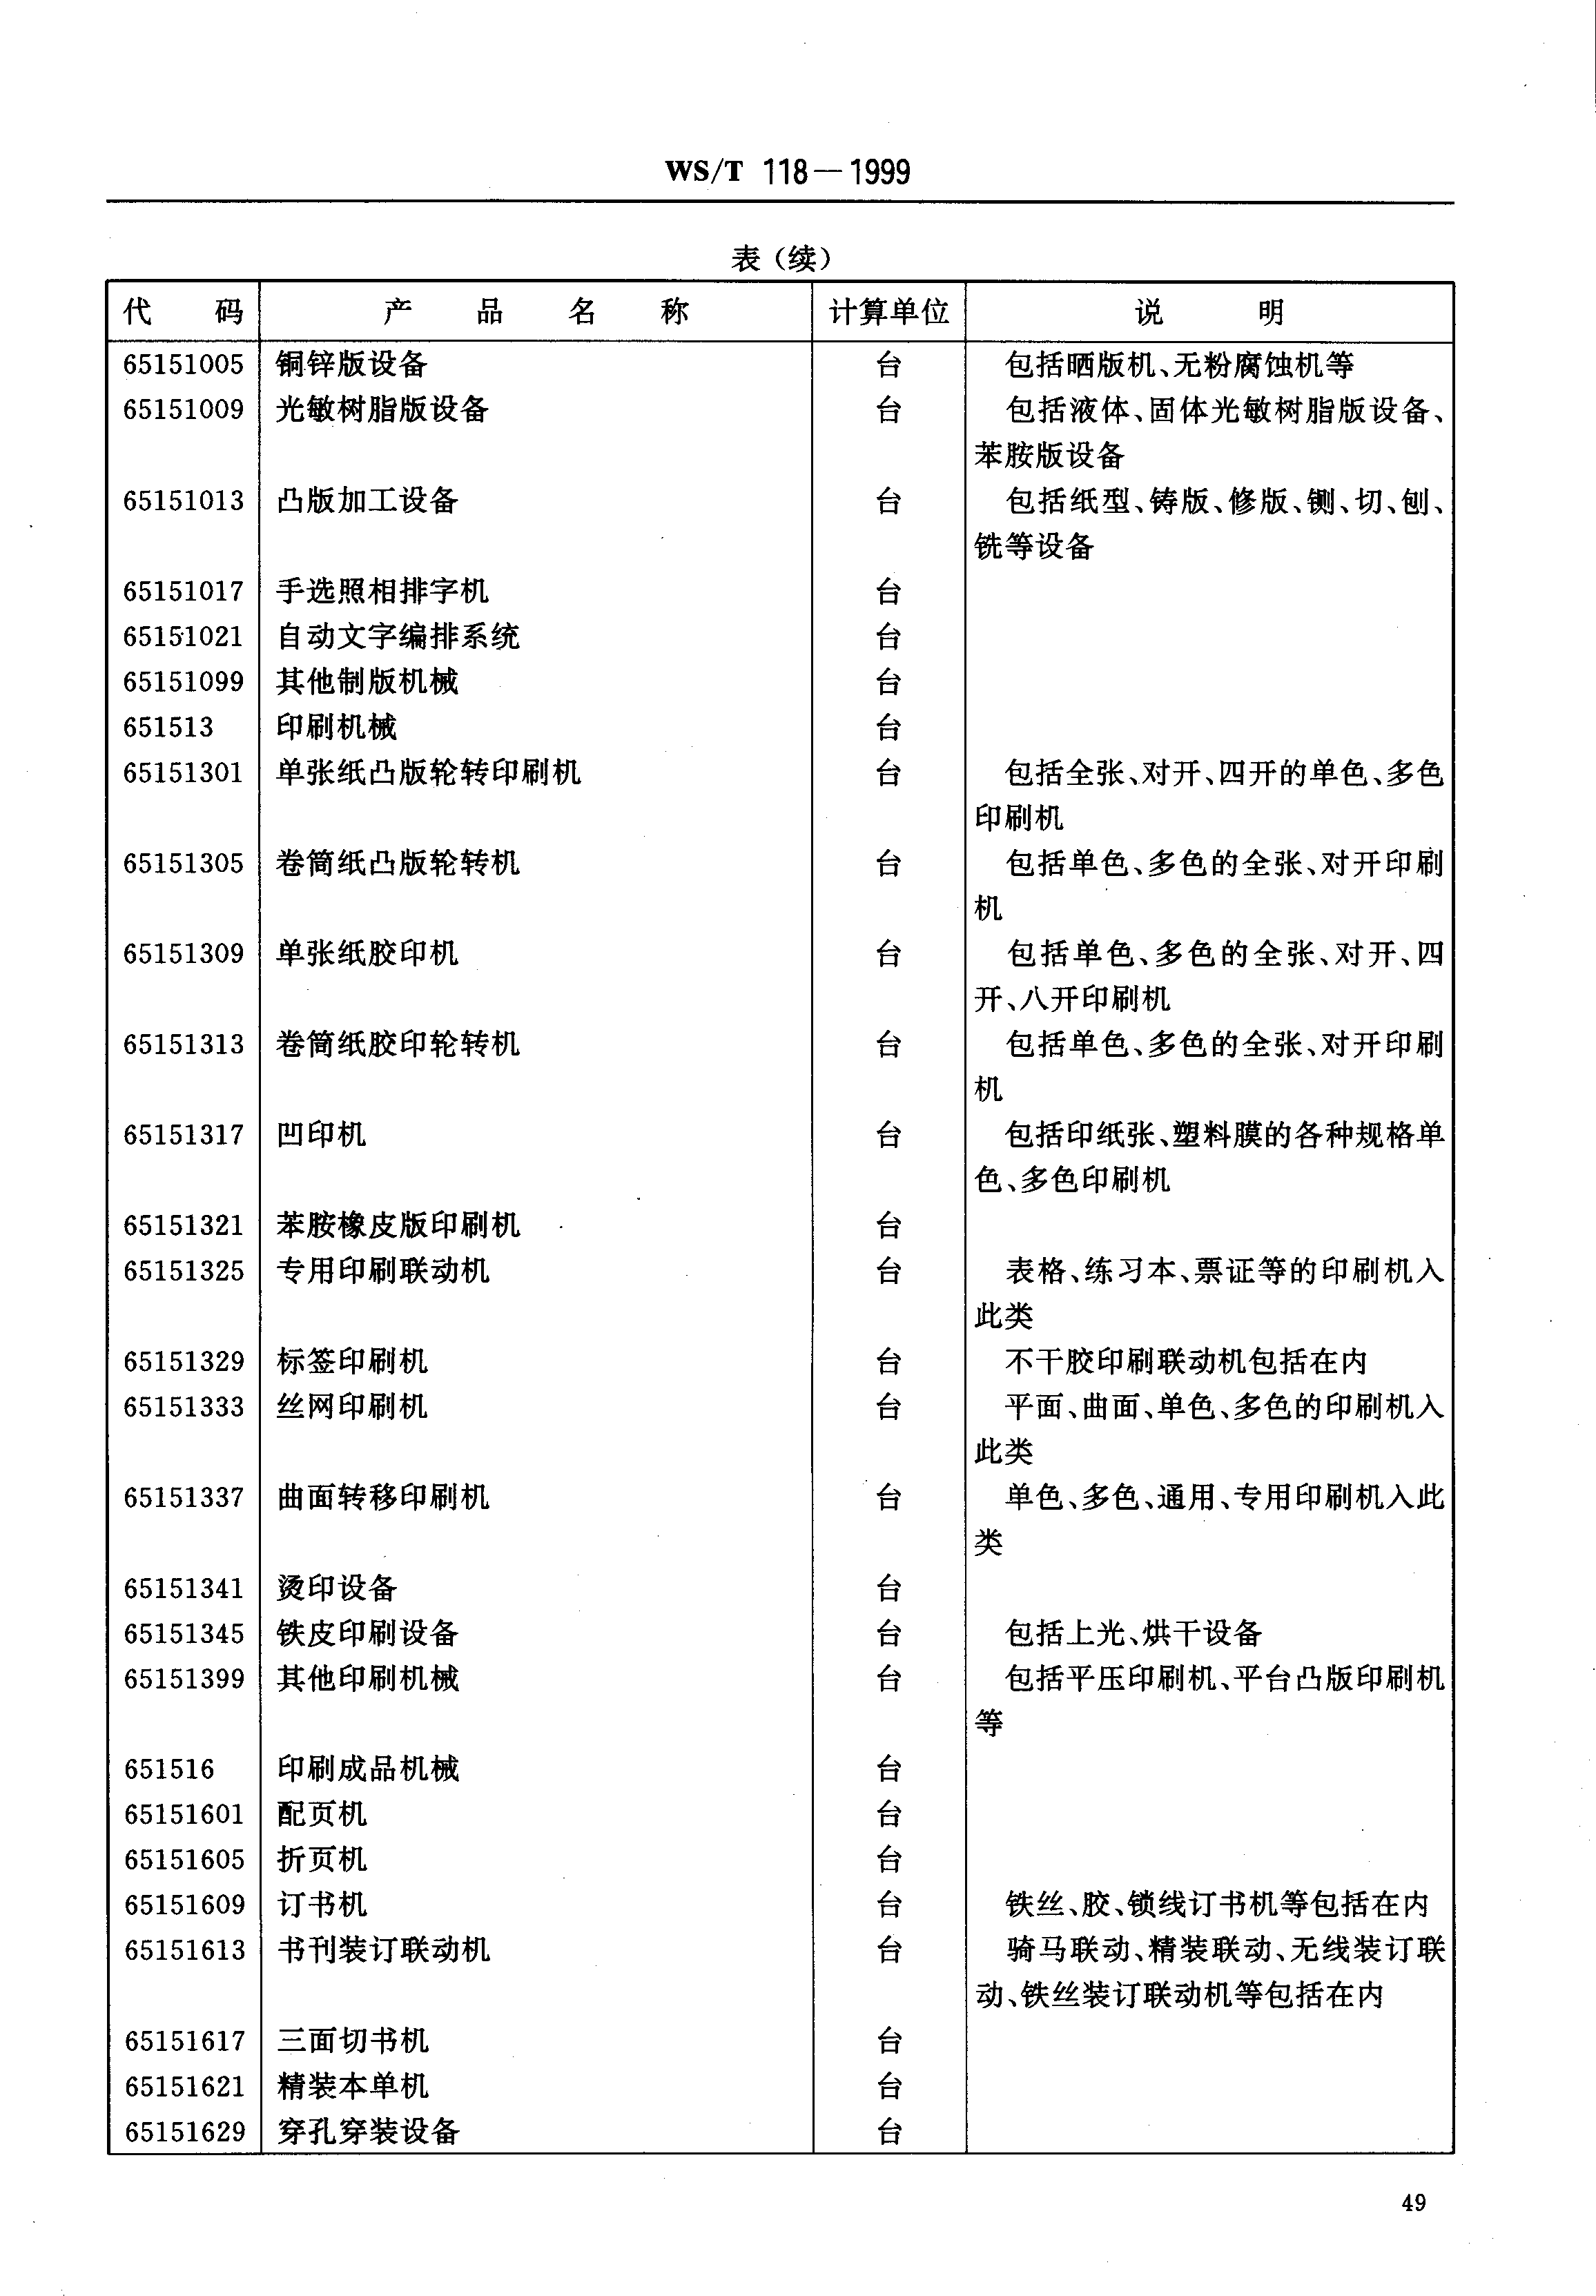 WS/T 118—1999
表（续）
代 码 产 品 名 称 计算单位 说 明
65151005 铜锌版设备 台 包括晒版机、无粉腐蚀机等
65151009 光敏树脂版设备 台 包括液体、固体光敏树脂版设备、
苯胺版设备
65151013 凸版加工设备 台 包括纸型、铸版、修版、铡、切、刨、
铣等设备
65151017 手选照相排字机 台
65151021 自动文字编排系统 台
65151099 其他制版机械 台
651513 印刷机械 台
65151301 单张纸凸版轮转印刷机 台 包括全张、对开、四开的单色、多色
印刷机
65151305 卷筒纸凸版轮转机 台 包括单色、多色的全张、对开印刷
机
65151309 单张纸胶印机 台 包括单色、多色的全张、对开、四
开、八开印刷机
65151313 卷筒纸胶印轮转机 台 包括单色、多色的全张、对开印刷
机
65151317 凹印机 台 包括印纸张、塑料膜的各种规格单
色、多色印刷机
65151321 苯胺橡皮版印刷机 台
65151325 专用印刷联动机 台 表格、练习本、票证等的印刷机入
此类
65151329 标签印刷机 台 不干胶印刷联动机包括在内
65151333 丝网印刷机 台 平面、曲面、单色、多色的印刷机入
此类
65151337 曲面转移印刷机 台 单色、多色、通用、专用印刷机入此
类
65151341 烫印设备 台
65151345 铁皮印刷设备 台 包括上光、烘干设备
65151399 其他印刷机械 台 包括平压印刷机、平台凸版印刷机
等
651516 印刷成品机械 台
65151601 配页机 台
65151605 折页机 台
65151609 订书机 台 铁丝、胶、锁线订书机等包括在内
65151613 书刊装订联动机 台 骑马联动、精装联动、无线装订联
动、铁丝装订联动机等包括在内
65151617 三面切书机 台
65151621 精装本单机 台
65151629 穿孔穿装设备 台
49